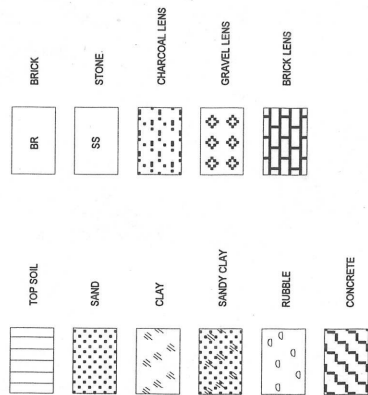 BR
BRICK
SS
STONE
CHARCOAL LENS
GRAVEL LENS
BRICK LENS
TOP SOIL
SAND
CLAY
SANDY CLAY
RUBBLE
CONCRETE